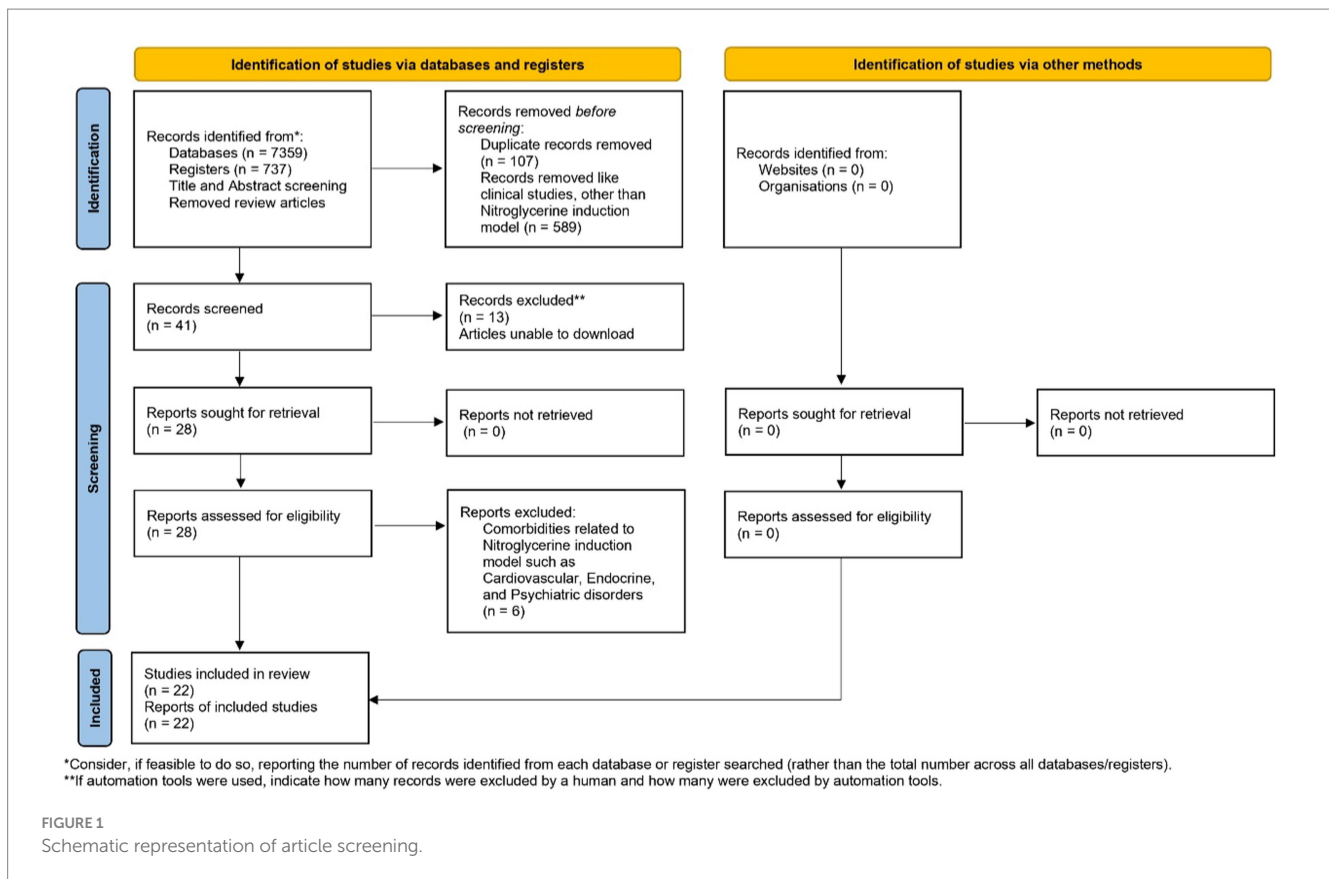 Identification of studies via databases and registers
Identification of studies via other methods
Identification
Records identified from*:
Databases (n = 7359)
Registers (n = 737)
Title and Abstract screening
Removed review articles
Records removed before
screening:
Duplicate records removed
(n = 107)
Records removed like
clinical studies, other than
Nitroglycerine induction
model (n = 589)
Records identified from:
Websites (n = 0)
Organisations (n = 0)
Screening
Records screened
(n = 41)
Records excluded**
(n = 13)
Articles unable to download
Reports sought for retrieval
(n = 28)
Reports not retrieved
(n = 0)
Reports sought for retrieval
(n = 0)
Reports not retrieved
(n = 0)
Reports assessed for eligibility
(n = 28)
Reports excluded:
Comorbidities related to
Nitroglycerine induction
model such as
Cardiovascular, Endocrine,
and Psychiatric disorders
(n = 6)
Reports assessed for eligibility
(n = 0)
Included
Studies included in review
(n = 22)
Reports of included studies
(n = 22)
*Consider, if feasible to do so, reporting the number of records identified from each database or register searched (rather than the total number across all databases/registers).
**If automation tools were used, indicate how many records were excluded by a human and how many were excluded by automation tools.
FIGURE 1
Schematic representation of article screening.